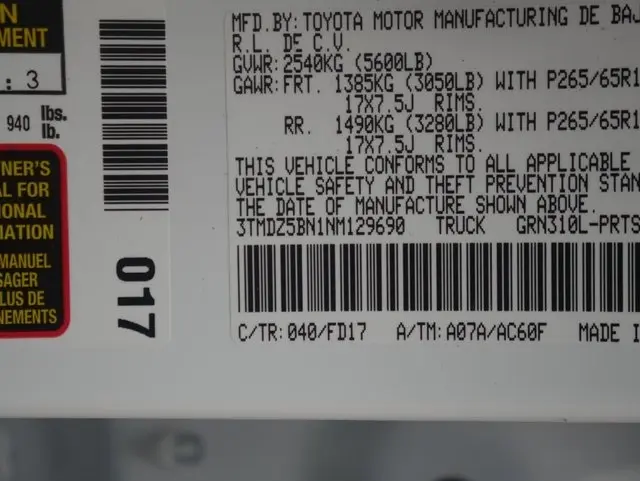 N
EMENT
: 3
940 lbs.
lb.
NER'S
AL FOR
IONAL
MATION
MANUEL
SAGER
LUS DE
NEMENTS
017
MFD.BY:TOYOTA MOTOR MANUFACTURING DE BAJ
R.L. DE C.V.
GVWR:2540KG (5600LB)
GAWR:FRT. 1385KG (3050LB) WITH P265/65R1
17X7.5J RIMS.
RR. 1490KG (3280LB) WITH P265/65R1
17X7.5J RIMS.
THIS VEHICLE CONFORMS TO ALL APPLICABLE
VEHICLE SAFETY AND THEFT PREVENTION STAN
THE DATE OF MANUFACTURE SHOWN ABOVE.
3TMDZ5BN1NM129690 TRUCK GRN310L-PRTS
C/TR:040/FD17 A/TM:A07A/AC60F MADE I